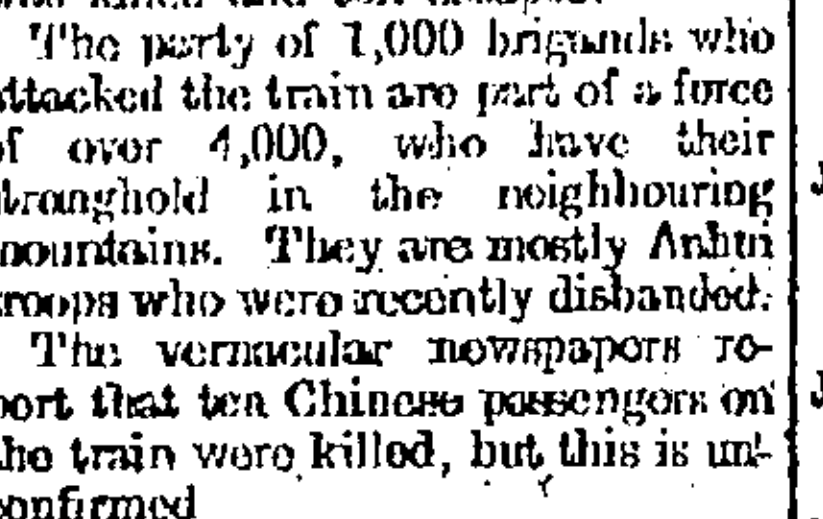 The party of 1,000 brigands who
attacked the train are part of a force
of over 4,000, who have their
stronghold in the neighbouring
mountains. They are mostly Anhui
troops who were recently disbanded.
The vernacular newspapers re-
port that ten Chinese passengers on
the train were killed, but this is un-
confirmed